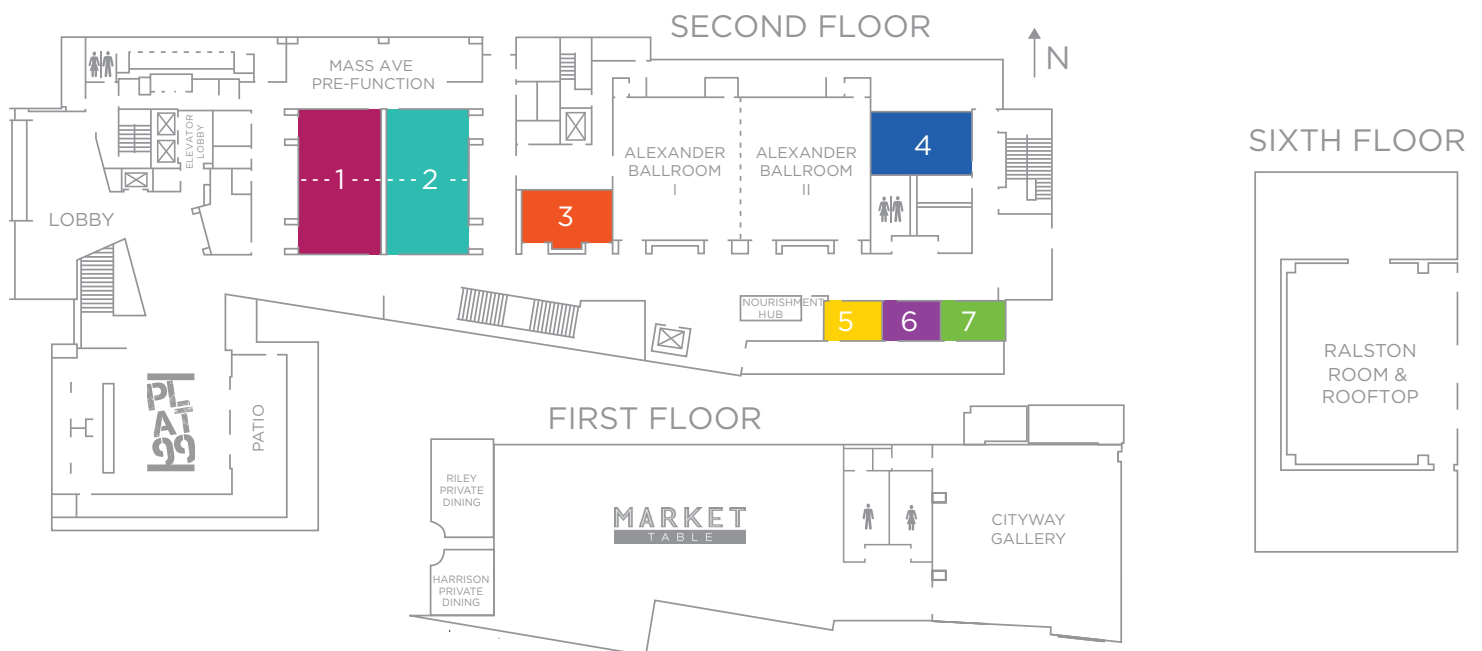 SECOND FLOOR
N
MASS AVE
PRE-FUNCTION
ELEVATOR
LOBBY
1
2
3
4
ALEXANDER
BALLROOM
I
ALEXANDER
BALLROOM
II
LOBBY
NOURISHMENT
HUB
5
6
7
PL
AT
99
PATIO
FIRST FLOOR
RILEY
PRIVATE
DINING
HARRISON
PRIVATE
DINING
MARKET
TABLE
CITYWAY
GALLERY
SIXTH FLOOR
RALSTON
ROOM &
ROOFTOP